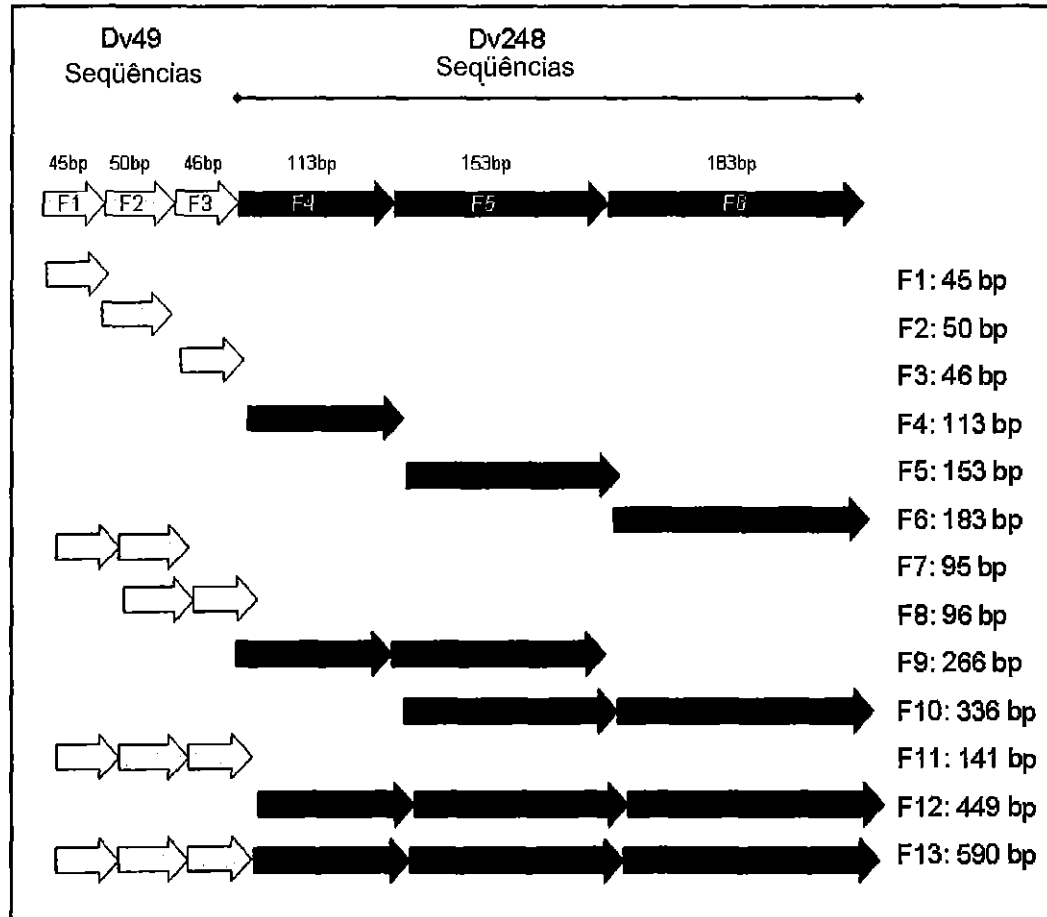 Dv49
Seqüências
Dv248
Seqüências
45bp 50bp 46bp 113bp 153bp 183bp
F1 F2 F3 F4 F5 F6
F1: 45 bp
F2: 50 bp
F3: 46 bp
F4: 113 bp
F5: 153 bp
F6: 183 bp
F7: 95 bp
F8: 96 bp
F9: 266 bp
F10: 336 bp
F11: 141 bp
F12: 449 bp
F13: 590 bp